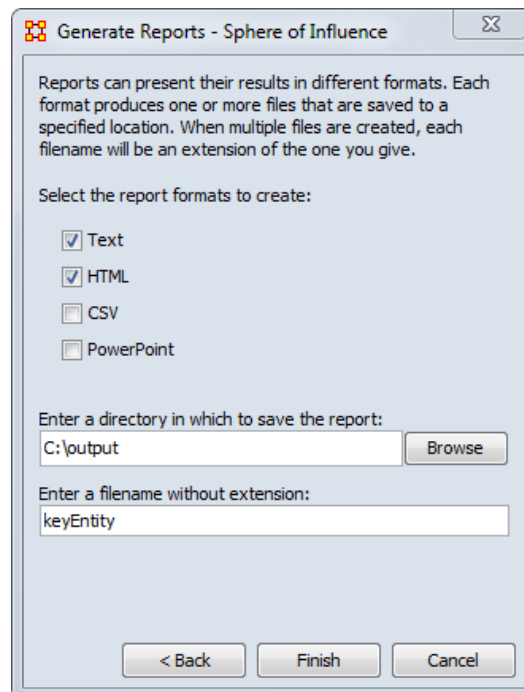 Generate Reports - Sphere of Influence
Reports can present their results in different formats. Each
format produces one or more files that are saved to a
specified location. When multiple files are created, each
filename will be an extension of the one you give.
Select the report formats to create:
Text
HTML
CSV
PowerPoint
Enter a directory in which to save the report:
C:\output
Browse
Enter a filename without extension:
keyEntity
< Back
Finish
Cancel